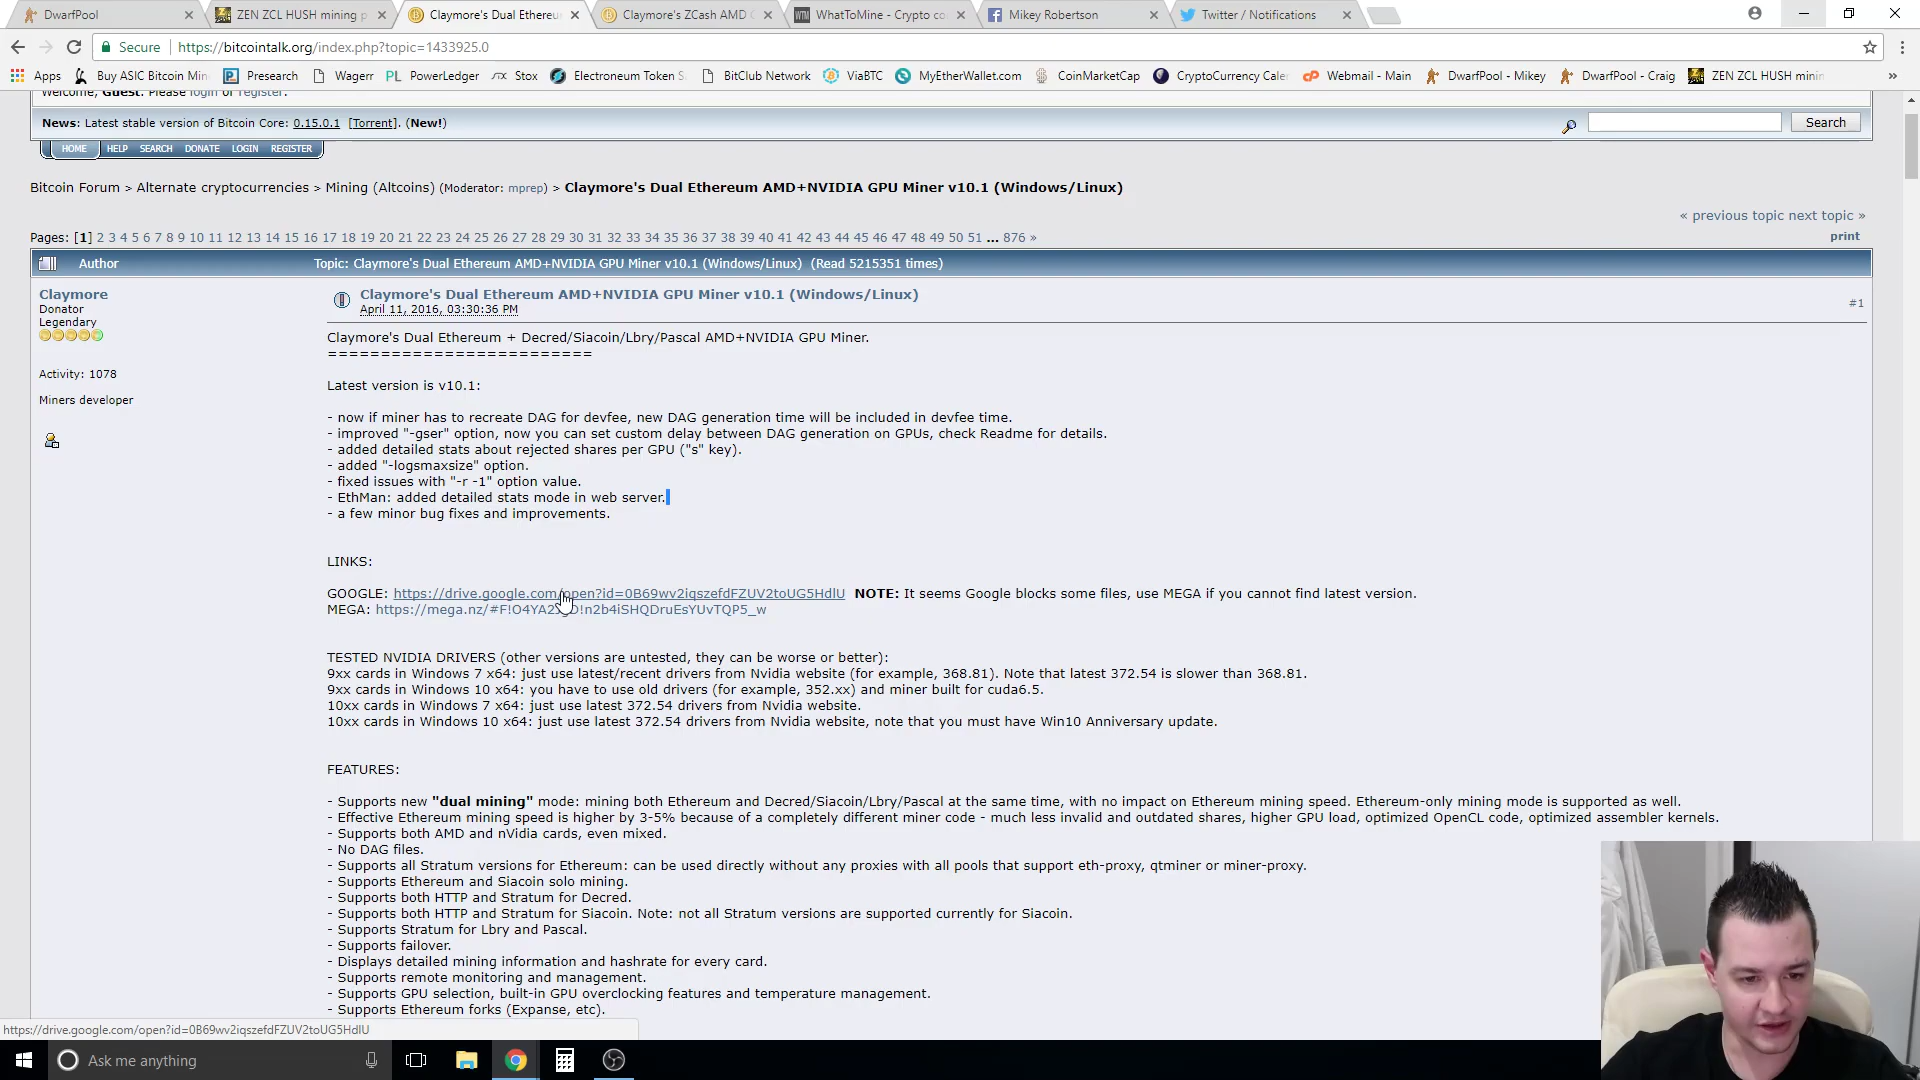 DwarfPool
ZEN ZCL HUSH mining p
Claymore's Dual Ethereu
Claymore's ZCash AMD
WhatToMine - Crypto co
Mikey Robertson
Twitter / Notifications
Secure https://bitcointalk.org/index.php?topic=1433925.0
Apps Buy ASIC Bitcoin Min Presearch Wagerr PowerLedger Stox Electroneum Token S BitClub Network ViaBTC MyEtherWallet.com CoinMarketCap CryptoCurrency Cale Webmail - Main DwarfPool - Mikey DwarfPool - Craig ZEN ZCL HUSH minin »
Welcome, Guest. Please login or register.
News: Latest stable version of Bitcoin Core: 0.15.0.1 [Torrent]. (New!)
Search
HOME HELP SEARCH DONATE LOGIN REGISTER
Bitcoin Forum > Alternate cryptocurrencies > Mining (Altcoins) (Moderator: mprep) > Claymore's Dual Ethereum AMD+NVIDIA GPU Miner v10.1 (Windows/Linux)
« previous topic next topic »
Pages: [1] 2 3 4 5 6 7 8 9 10 11 12 13 14 15 16 17 18 19 20 21 22 23 24 25 26 27 28 29 30 31 32 33 34 35 36 37 38 39 40 41 42 43 44 45 46 47 48 49 50 51 ... 876 »
print
Author Topic: Claymore's Dual Ethereum AMD+NVIDIA GPU Miner v10.1 (Windows/Linux) (Read 5215351 times)
Claymore
Donator
Legendary
Activity: 1078
Miners developer
Claymore's Dual Ethereum AMD+NVIDIA GPU Miner v10.1 (Windows/Linux)
April 11, 2016, 03:30:36 PM
#1
Claymore's Dual Ethereum + Decred/Siacoin/Lbry/Pascal AMD+NVIDIA GPU Miner.
=========================
Latest version is v10.1:
- now if miner has to recreate DAG for devfee, new DAG generation time will be included in devfee time.
- improved "-gser" option, now you can set custom delay between DAG generation on GPUs, check Readme for details.
- added detailed stats about rejected shares per GPU ("s" key).
- added "-logsmaxsize" option.
- fixed issues with "-r -1" option value.
- EthMan: added detailed stats mode in web server.
- a few minor bug fixes and improvements.
LINKS:
GOOGLE: https://drive.google.com/open?id=0B69wv2iqszefdFZUV2toUG5HdlU NOTE: It seems Google blocks some files, use MEGA if you cannot find latest version.
MEGA:
TESTED NVIDIA DRIVERS (other versions are untested, they can be worse or better):
9xx cards in Windows 7 x64: just use latest/recent drivers from Nvidia website (for example, 368.81). Note that latest 372.54 is slower than 368.81.
9xx cards in Windows 10 x64: you have to use old drivers (for example, 352.xx) and miner built for cuda6.5.
10xx cards in Windows 7 x64: just use latest 372.54 drivers from Nvidia website.
10xx cards in Windows 10 x64: just use latest 372.54 drivers from Nvidia website, note that you must have Win10 Anniversary update.
FEATURES:
- Supports new "dual mining" mode: mining both Ethereum and Decred/Siacoin/Lbry/Pascal at the same time, with no impact on Ethereum mining speed. Ethereum-only mining mode is supported as well.
- Effective Ethereum mining speed is higher by 3-5% because of a completely different miner code - much less invalid and outdated shares, higher GPU load, optimized OpenCL code, optimized assembler kernels.
- Supports both AMD and nVidia cards, even mixed.
- No DAG files.
- Supports all Stratum versions for Ethereum: can be used directly without any proxies with all pools that support eth-proxy, qtminer or miner-proxy.
- Supports Ethereum and Siacoin solo mining.
- Supports both HTTP and Stratum for Decred.
- Supports both HTTP and Stratum for Siacoin. Note: not all Stratum versions are supported currently for Siacoin.
- Supports Stratum for Lbry and Pascal.
- Supports failover.
- Displays detailed mining information and hashrate for every card.
- Supports remote monitoring and management.
- Supports GPU selection, built-in GPU overclocking features and temperature management.
- Supports Ethereum forks (Expanse, etc).
https://drive.google.com/open?id=0B69wv2iqszefdFZUV2toUG5HdlU
Ask me anything